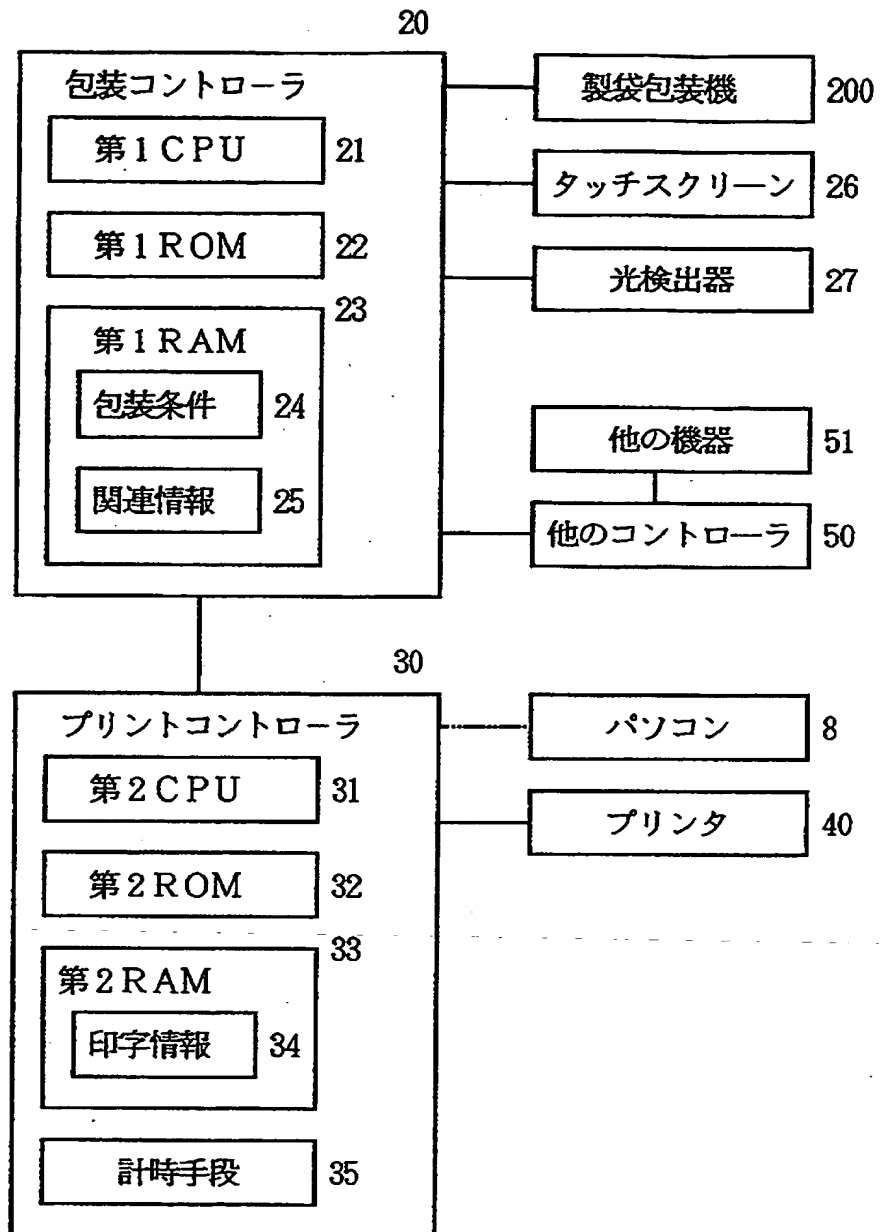 20
包装コントローラ
第1CPU 21
第1ROM 22
23
第1RAM
包装条件 24
関連情報 25
製袋包装機 200
タッチスクリーン 26
光検出器 27
他の機器 51
他のコントローラ 50
30
プリントコントローラ
第2CPU 31
第2ROM 32
33
第2RAM
印字情報 34
計時手段 35
パソコン 8
プリンタ 40